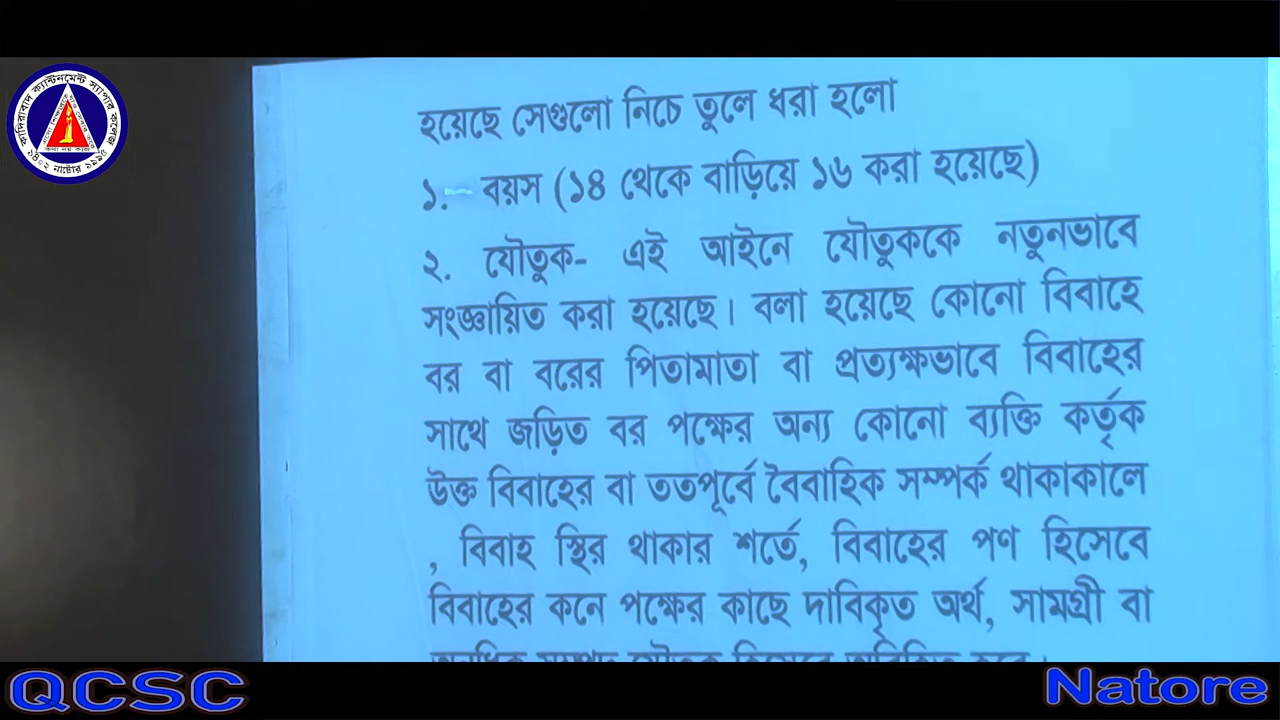 কাদিরাবাদ ক্যান্টনমেন্ট স্যাপার কলেজ
হয়েছে সেগুলো নিচে তুলে ধরা হলো
১. বয়স (১৪ থেকে বাড়িয়ে ১৬ করা হয়েছে)
২. যৌতুক- এই আইনে যৌতুককে নতুনভাবে
সংজ্ঞায়িত করা হয়েছে। বলা হয়েছে কোনো বিবাহে
বর বা বরের পিতামাতা বা প্রত্যক্ষভাবে বিবাহের
সাথে জড়িত বর পক্ষের অন্য কোনো ব্যক্তি কর্তৃক
উক্ত বিবাহের বা ততপূর্বে বৈবাহিক সম্পর্ক থাকাকালে
, বিবাহ স্থির থাকার শর্তে, বিবাহের পণ হিসেবে
বিবাহের কনে পক্ষের কাছে দাবিকৃত অর্থ, সামগ্রী বা
QCSC
Natore